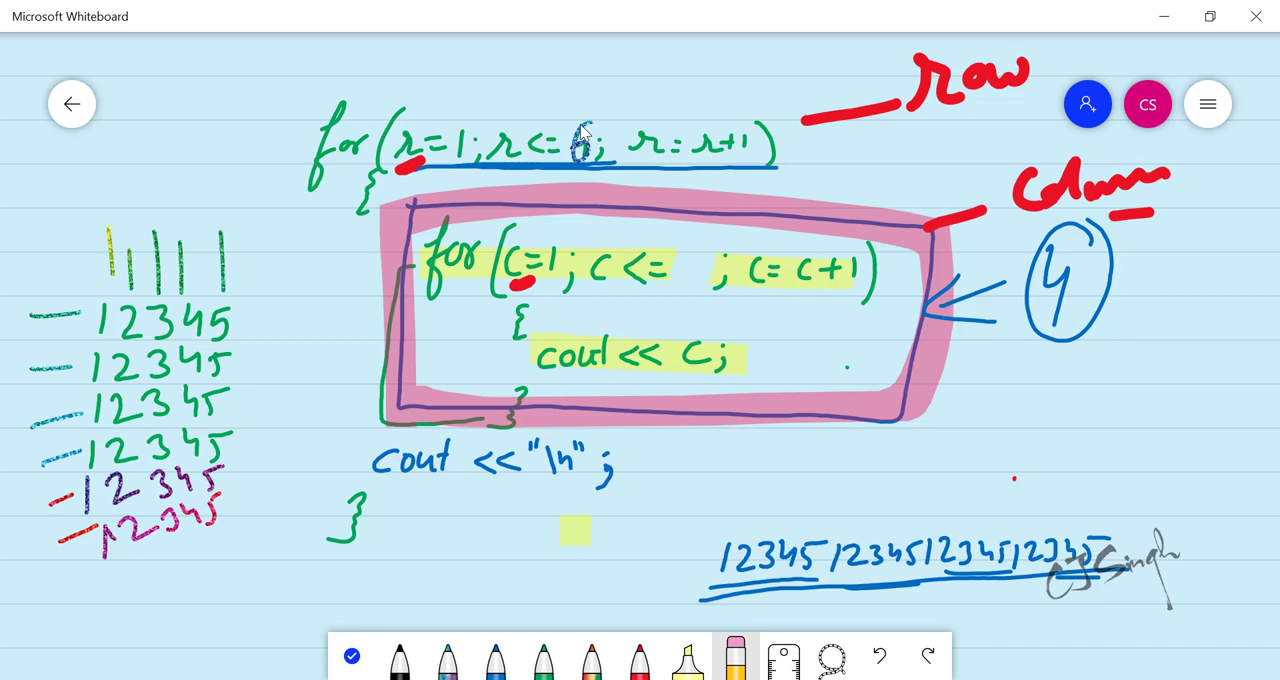 Microsoft Whiteboard
row
CS
for(r=1; r<=6; r=r+1)
{
column
for(c=1; c<= ; c=c+1)
4
{
cout << c;
}
}
cout <<"\n";
}
12345
12345
12345
12345
12345
12345
12345123451234512345
CJSingh